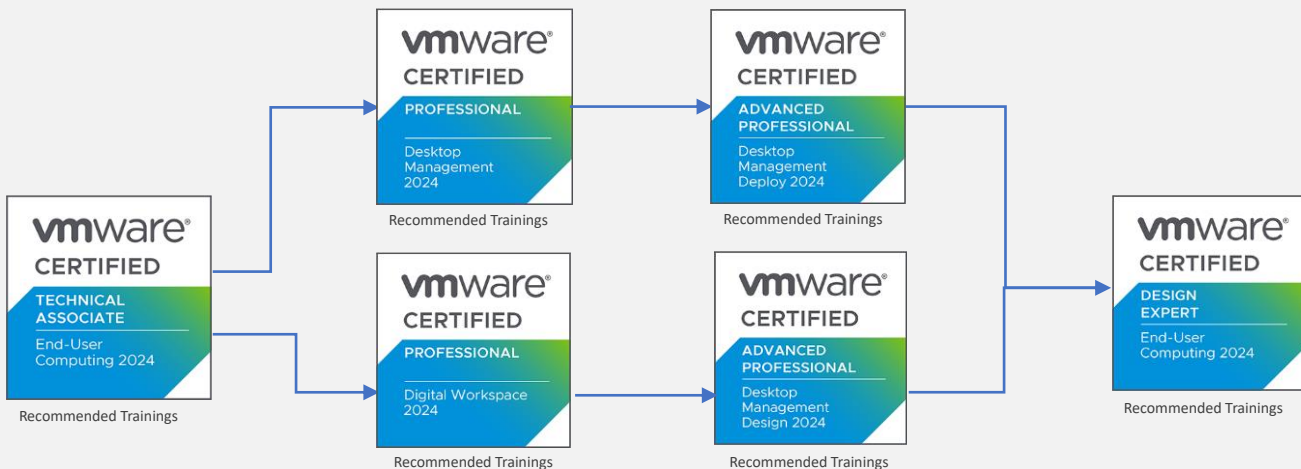 vmware®
CERTIFIED
TECHNICAL
ASSOCIATE
End-User
Computing 2024
Recommended Trainings
vmware®
CERTIFIED
PROFESSIONAL
Desktop
Management
2024
Recommended Trainings
vmware®
CERTIFIED
ADVANCED
PROFESSIONAL
Desktop
Management
Deploy 2024
Recommended Trainings
vmware®
CERTIFIED
PROFESSIONAL
Digital Workspace
2024
Recommended Trainings
vmware®
CERTIFIED
ADVANCED
PROFESSIONAL
Desktop
Management
Design 2024
Recommended Trainings
vmware®
CERTIFIED
DESIGN
EXPERT
End-User
Computing 2024
Recommended Trainings